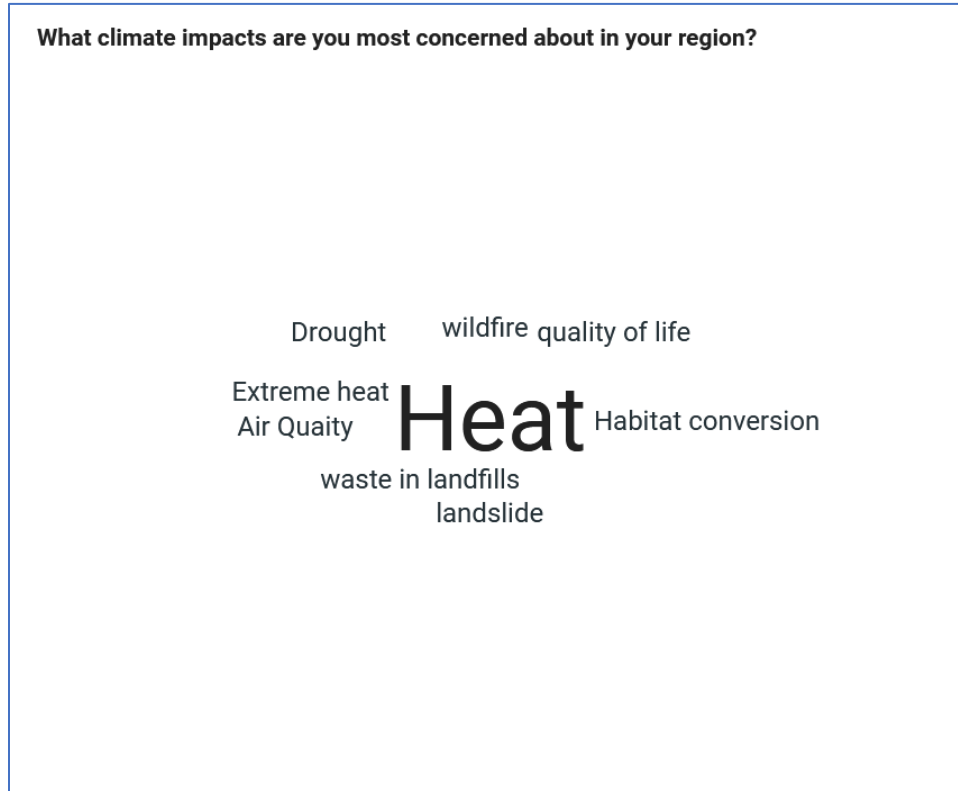 What climate impacts are you most concerned about in your region?
Drought
wildfire
quality of life
Extreme heat
Air Quaity
Heat
Habitat conversion
waste in landfills
landslide